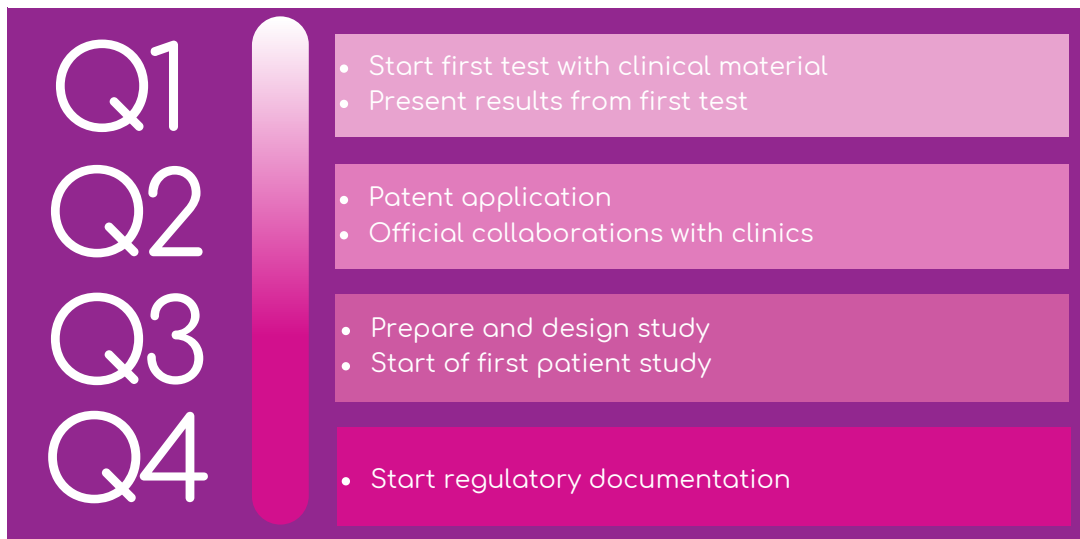 Q1
• Start first test with clinical material
• Present results from first test
Q2
• Patent application
• Official collaborations with clinics
Q3
• Prepare and design study
• Start of first patient study
Q4
• Start regulatory documentation